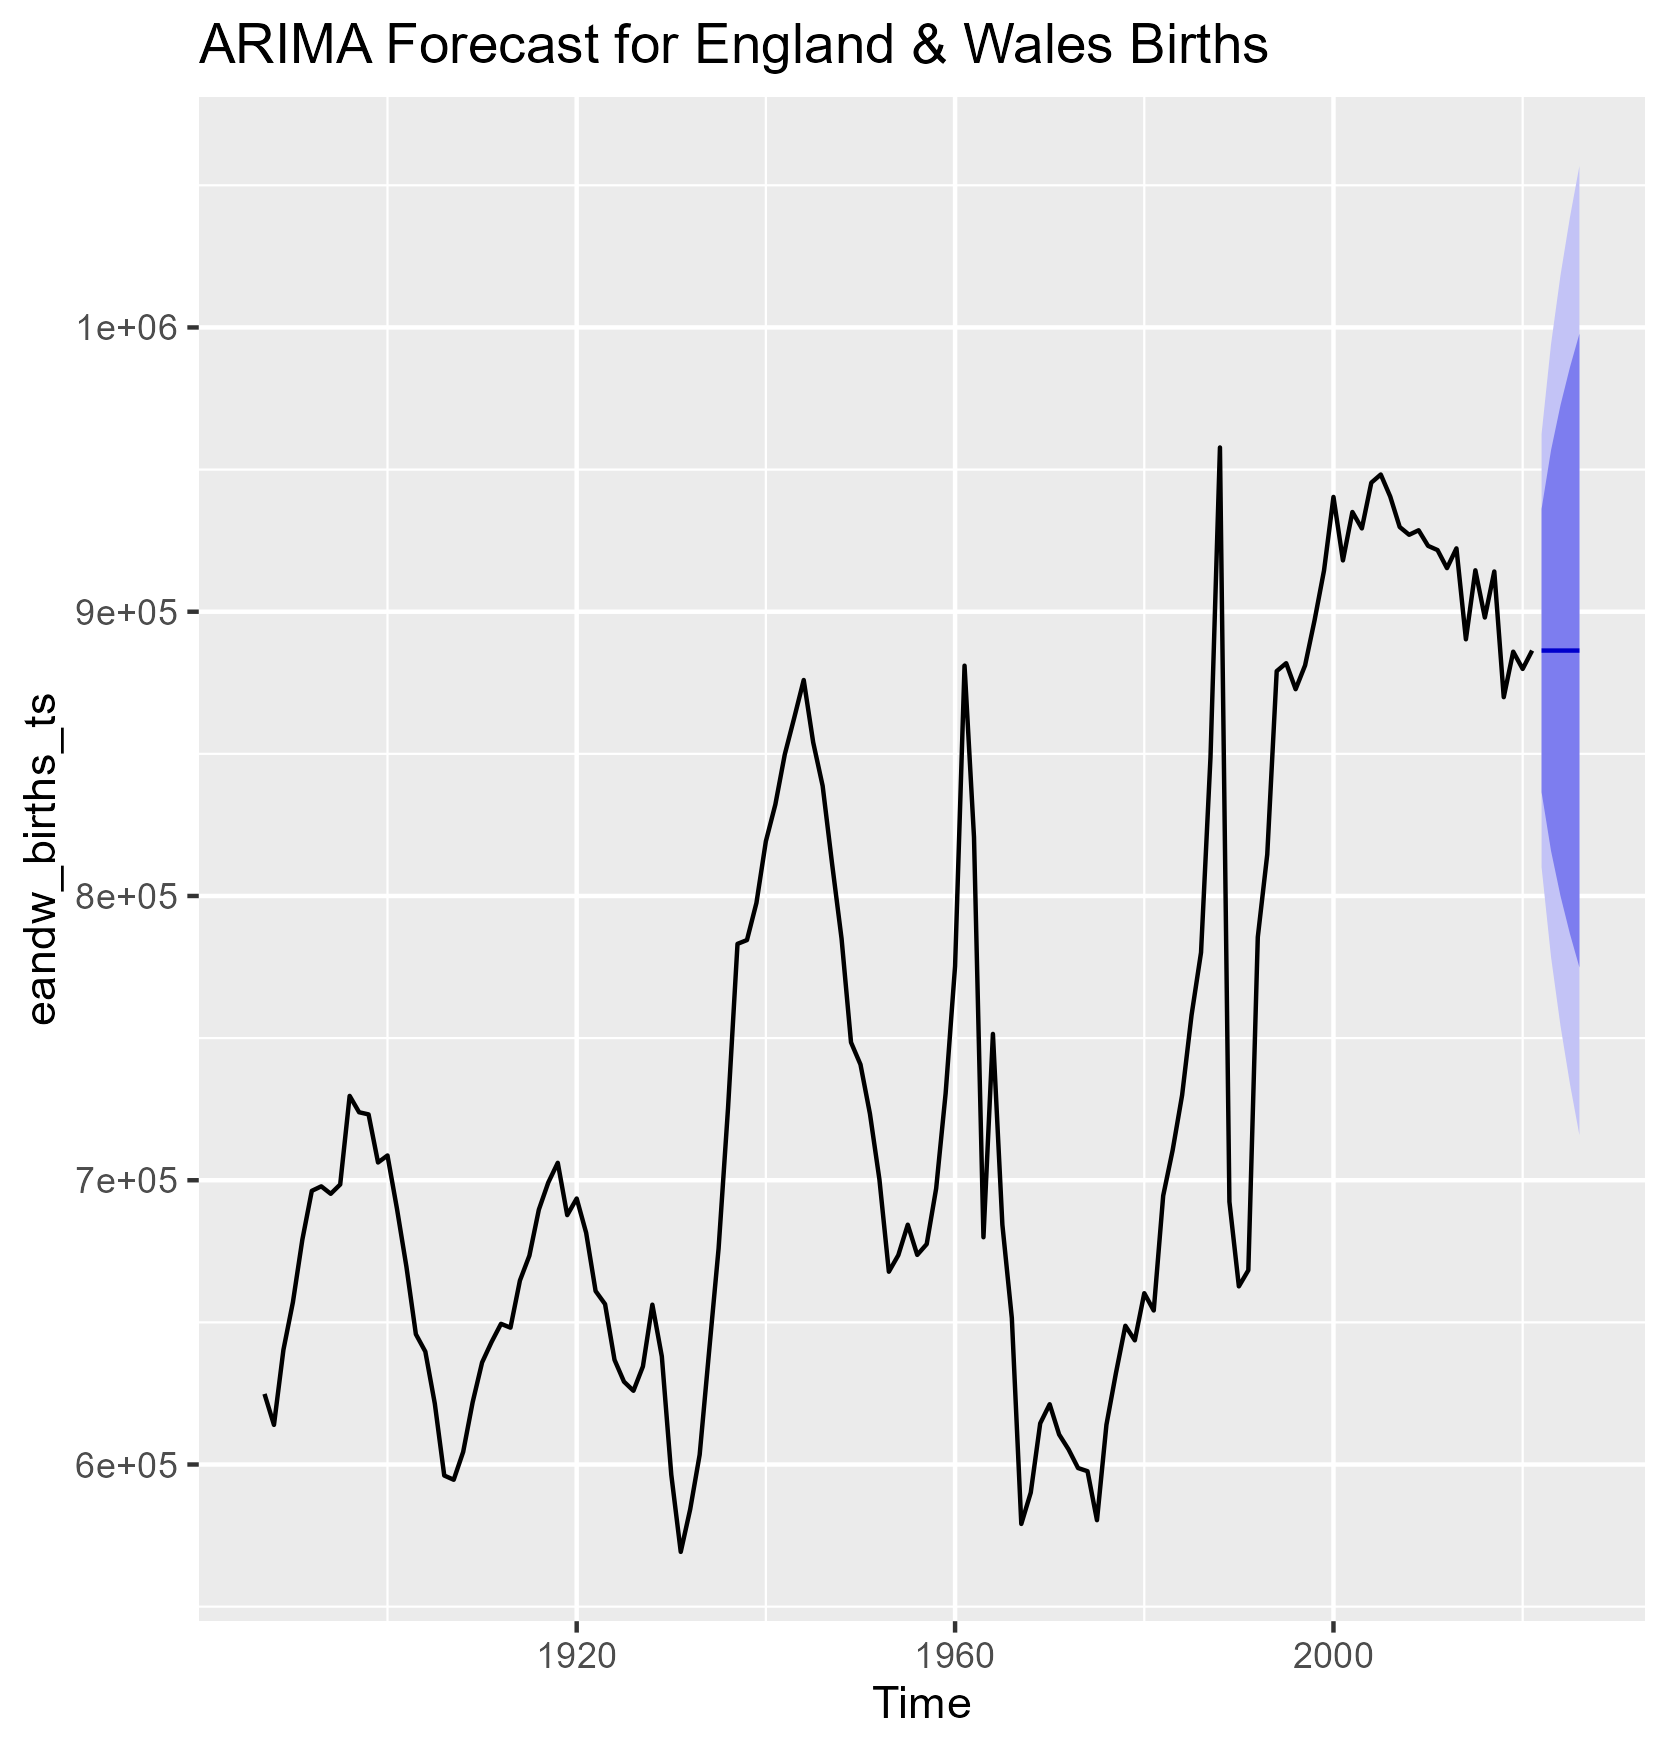 ARIMA Forecast for England & Wales Births
eandw_births_ts
1e+06
9e+05
8e+05
7e+05
6e+05
1920
1960
2000
Time